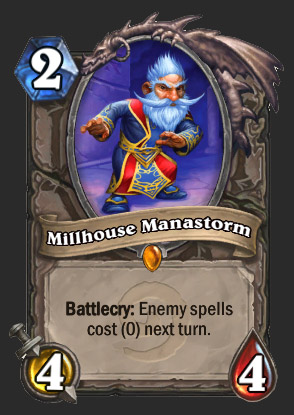 2
Millhouse Manastorm
Battlecry: Enemy spells
cost (0) next turn.
4 4